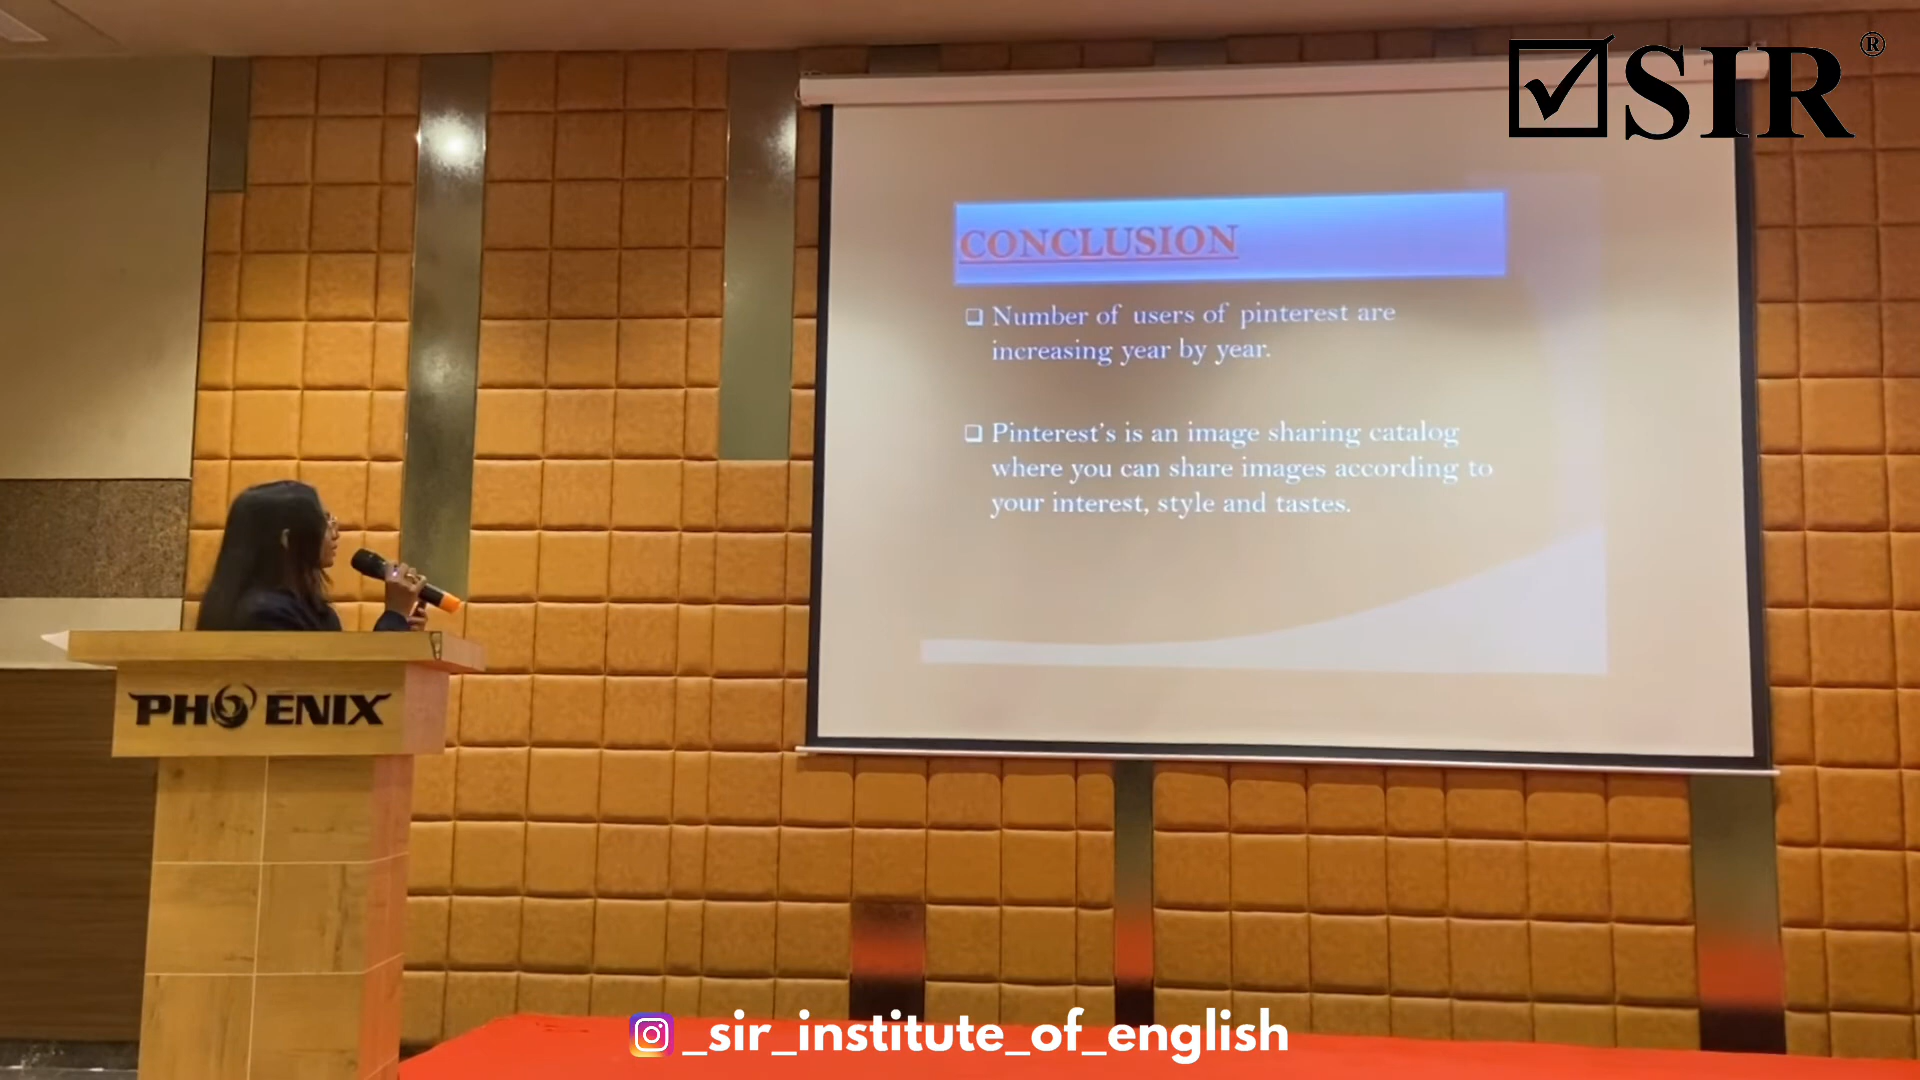 SIR®
CONCLUSION
Number of users of pinterest are
increasing year by year.
Pinterest's is an image sharing catalog
where you can share images according to
your interest, style and tastes.
PHOENIX
_sir_institute_of_english